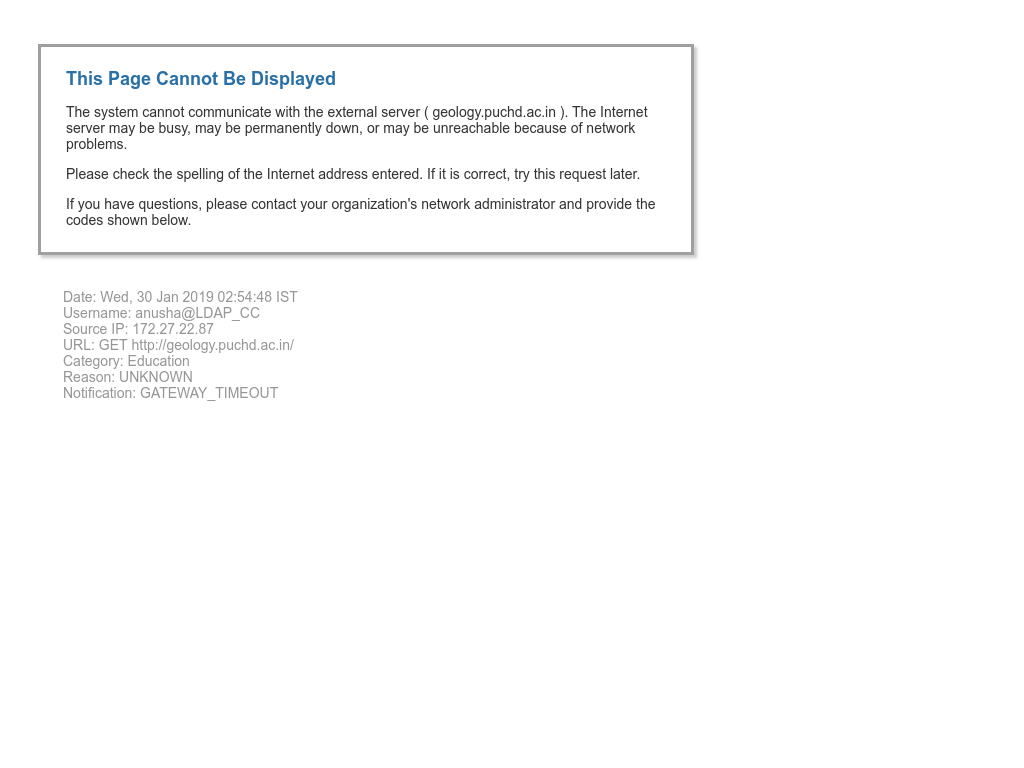 This Page Cannot Be Displayed
The system cannot communicate with the external server ( geology.puchd.ac.in ). The Internet
server may be busy, may be permanently down, or may be unreachable because of network
problems.
Please check the spelling of the Internet address entered. If it is correct, try this request later.
If you have questions, please contact your organization's network administrator and provide the
codes shown below.
Date: Wed, 30 Jan 2019 02:54:48 IST
Username: anusha@LDAP_CC
Source IP: 172.27.22.87
URL: GET http://geology.puchd.ac.in/
Category: Education
Reason: UNKNOWN
Notification: GATEWAY_TIMEOUT